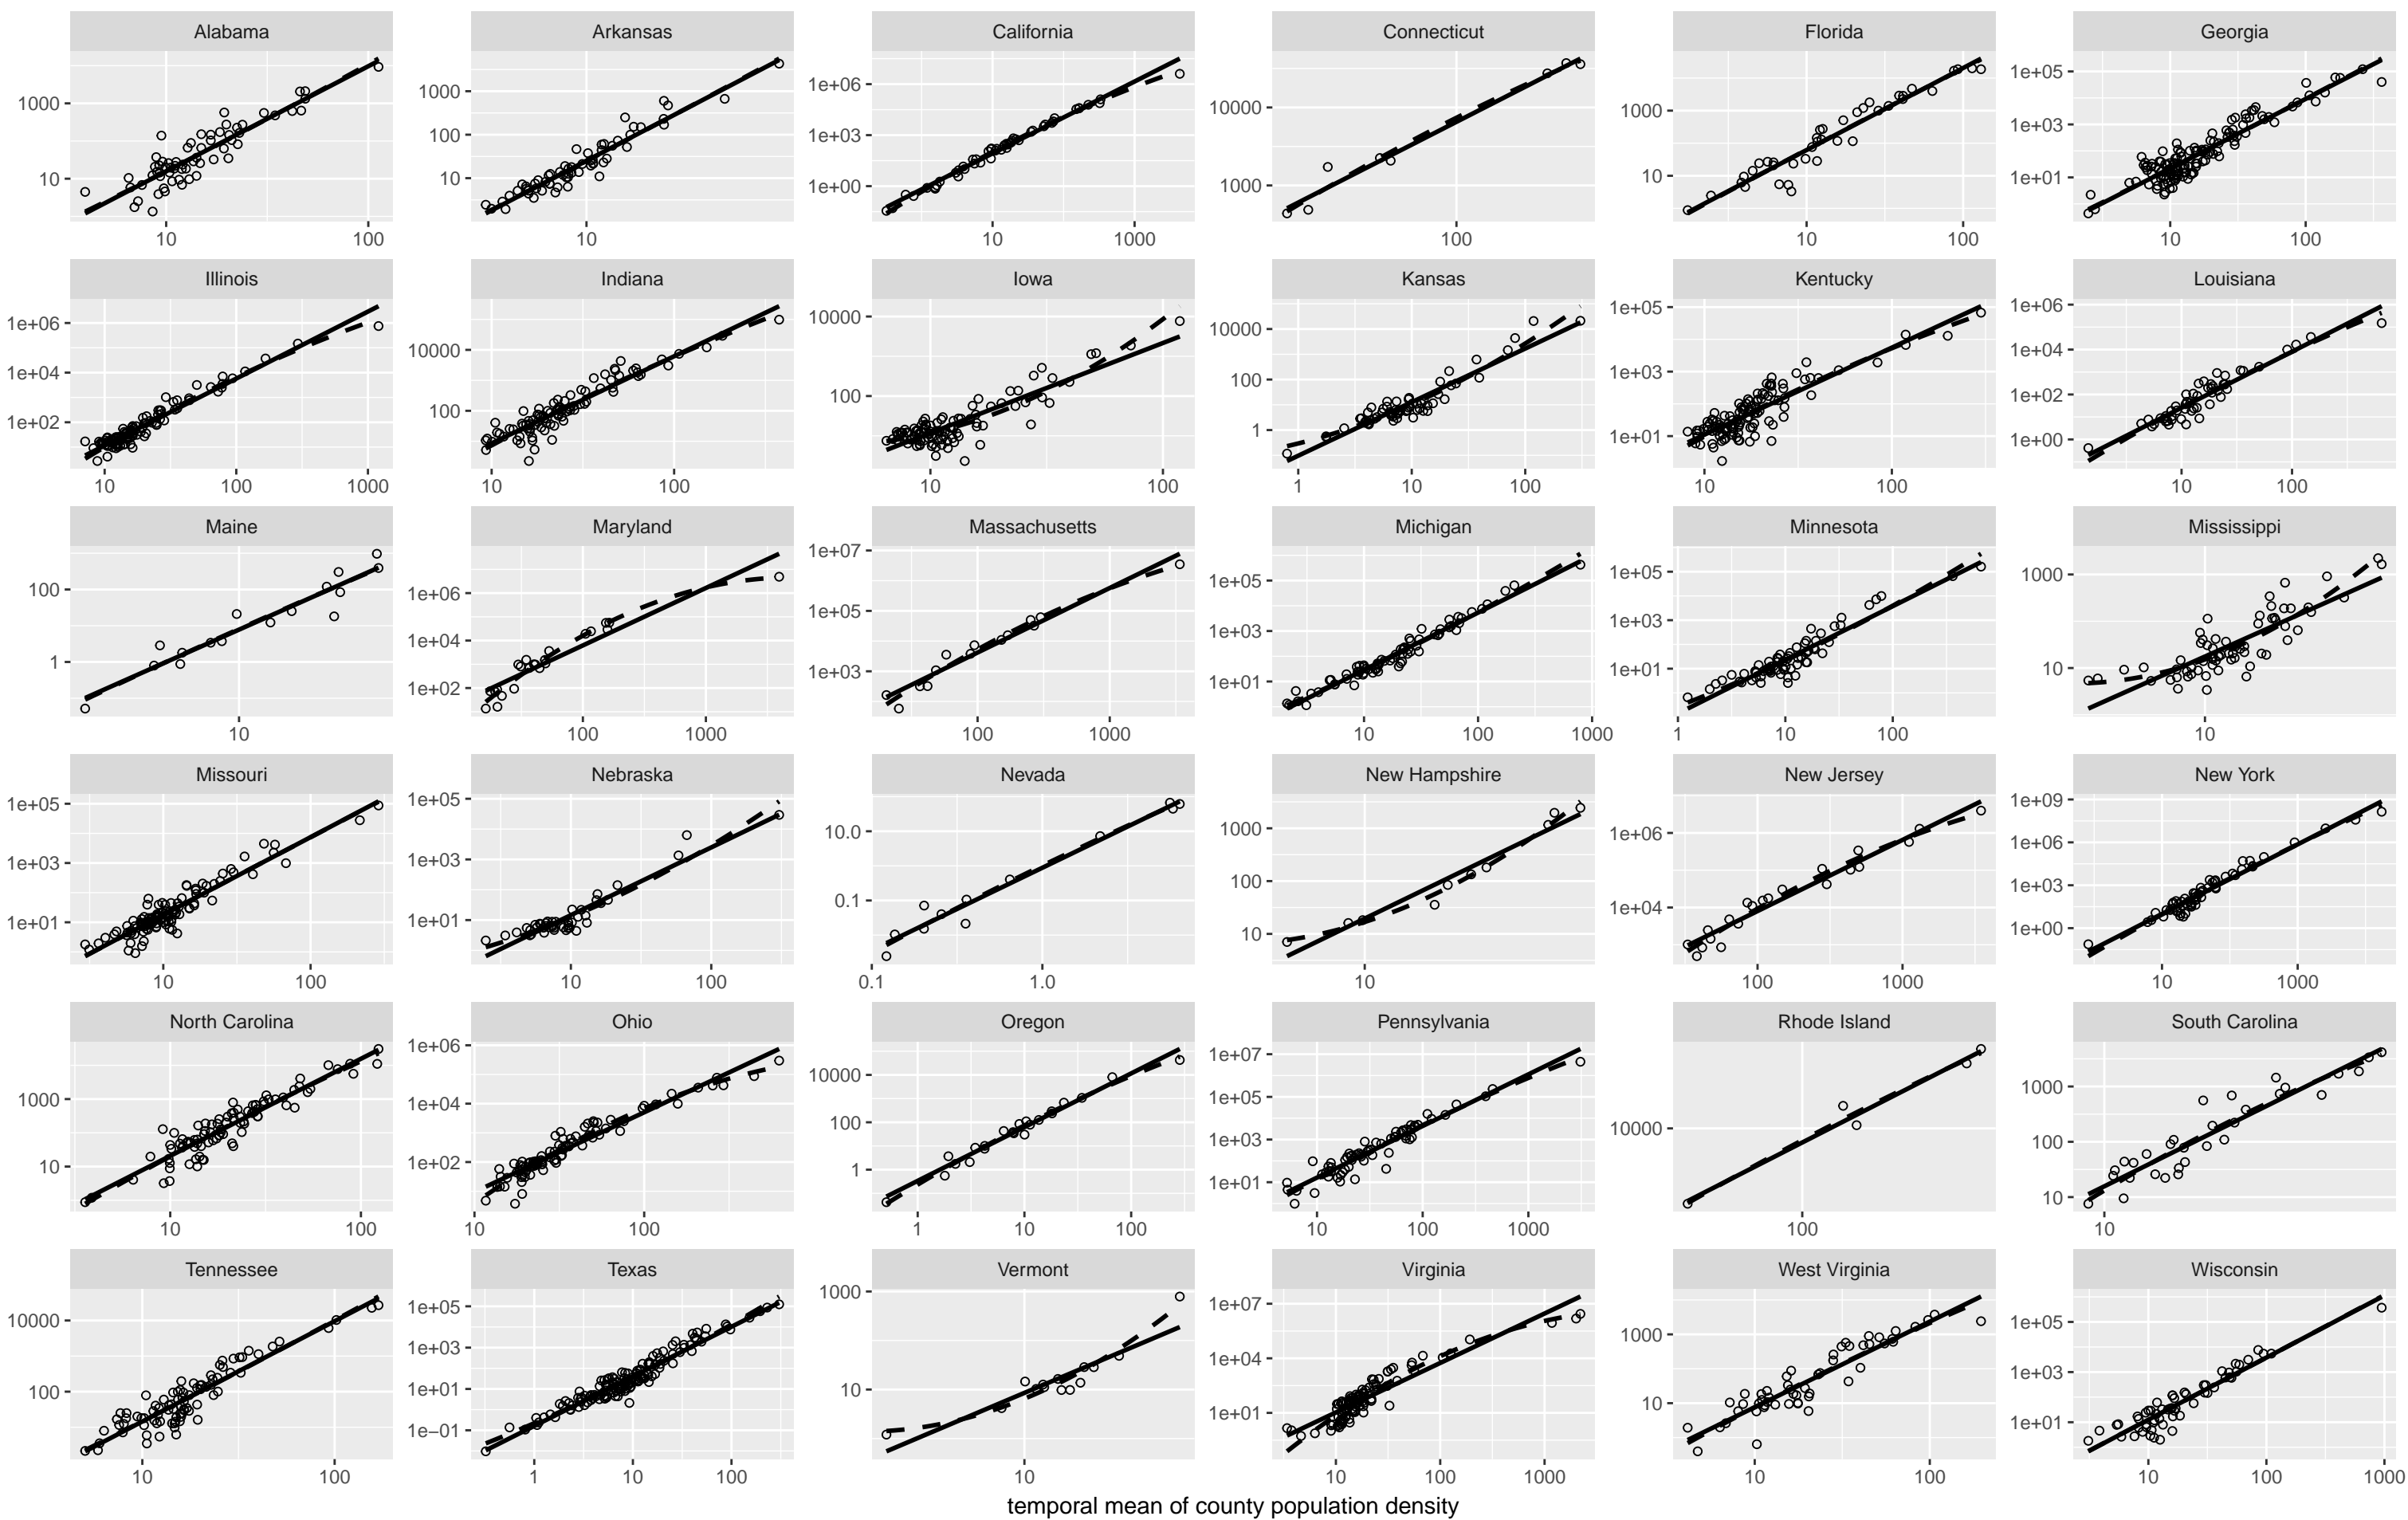 Alabama Arkansas California Connecticut Florida Georgia
1000 10 10 100
1000 100 10 10
1e+06 1e+03 1e+00 10 1000
10000 1000 100
1000 10 10 100
1e+05 1e+03 1e+01 10 100
Illinois Indiana Iowa Kansas Kentucky Louisiana
1e+06 1e+04 1e+02 10 100 1000
10000 100 10 100
10000 100 10 100
10000 100 1 1 10 100
1e+05 1e+03 1e+01 10 100
1e+06 1e+04 1e+02 1e+00 10 100
Maine Maryland Massachusetts Michigan Minnesota Mississippi
100 1 10
1e+06 1e+04 1e+02 100 1000
1e+07 1e+05 1e+03 100 1000
1e+05 1e+03 1e+01 10 100 1000
1e+05 1e+03 1e+01 1 10 100
1000 10 10
Missouri Nebraska Nevada New Hampshire New Jersey New York
1e+05 1e+03 1e+01 10 100
1e+05 1e+03 1e+01 10 100
10.0 0.1 0.1 1.0
1000 100 10 10
1e+06 1e+04 100 1000
1e+09 1e+06 1e+03 1e+00 10 1000
North Carolina Ohio Oregon Pennsylvania Rhode Island South Carolina
1000 10 10 100
1e+06 1e+04 1e+02 10 100
10000 100 1 1 10 100
1e+07 1e+05 1e+03 1e+01 10 100 1000
10000 100
1000 100 10 10
Tennessee Texas Vermont Virginia West Virginia Wisconsin
10000 100 10 100
1e+05 1e+03 1e+01 1e−01 1 10 100
1000 10 10
1e+07 1e+04 1e+01 10 100 1000
1000 10 10 100
1e+05 1e+03 1e+01 10 100 1000
temporal mean of county population density